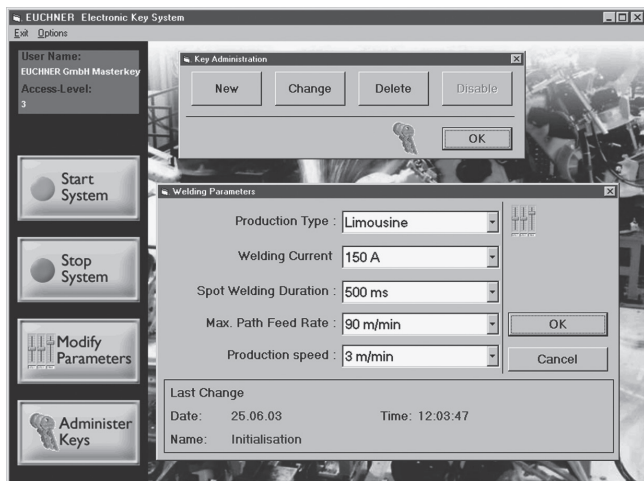 EUCHNER Electronic Key System
Exit Options
User Name:
EUCHNER GmbH Masterkey
Access-Level:
3
Start
System
Stop
System
Modify
Parameters
Administer
Keys
Key Administration
New Change Delete Disable
OK
Welding Parameters
Production Type : Limousine
Welding Current 150 A
Spot Welding Duration : 500 ms
Max. Path Feed Rate : 90 m/min
Production speed : 3 m/min
OK
Cancel
Last Change
Date: 25.06.03 Time: 12:03:47
Name: Initialisation